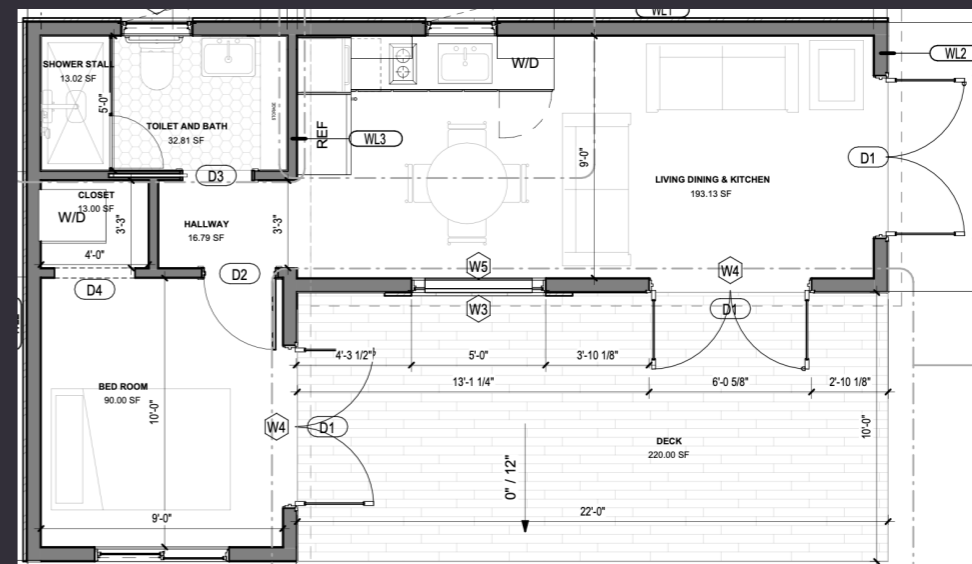 WL1
WL2
SHOWER STALL
13.02 SF
5'-0"
TOILET AND BATH
32.81 SF
REF
WL3
W/D
9'-0"
LIVING DINING & KITCHEN
193.13 SF
D1
D3
CLOSET
13.00 SF
W/D
3'-3"
4'-0"
HALLWAY
16.79 SF
3'-3"
D2
D4
W5
W3
W4
D1
4'-3 1/2"
5'-0"
3'-10 1/8"
13'-1 1/4"
6'-0 5/8"
2'-10 1/8"
BED ROOM
90.00 SF
10'-0"
W4
D1
0" / 12"
DECK
220.00 SF
10'-0"
9'-0"
22'-0"